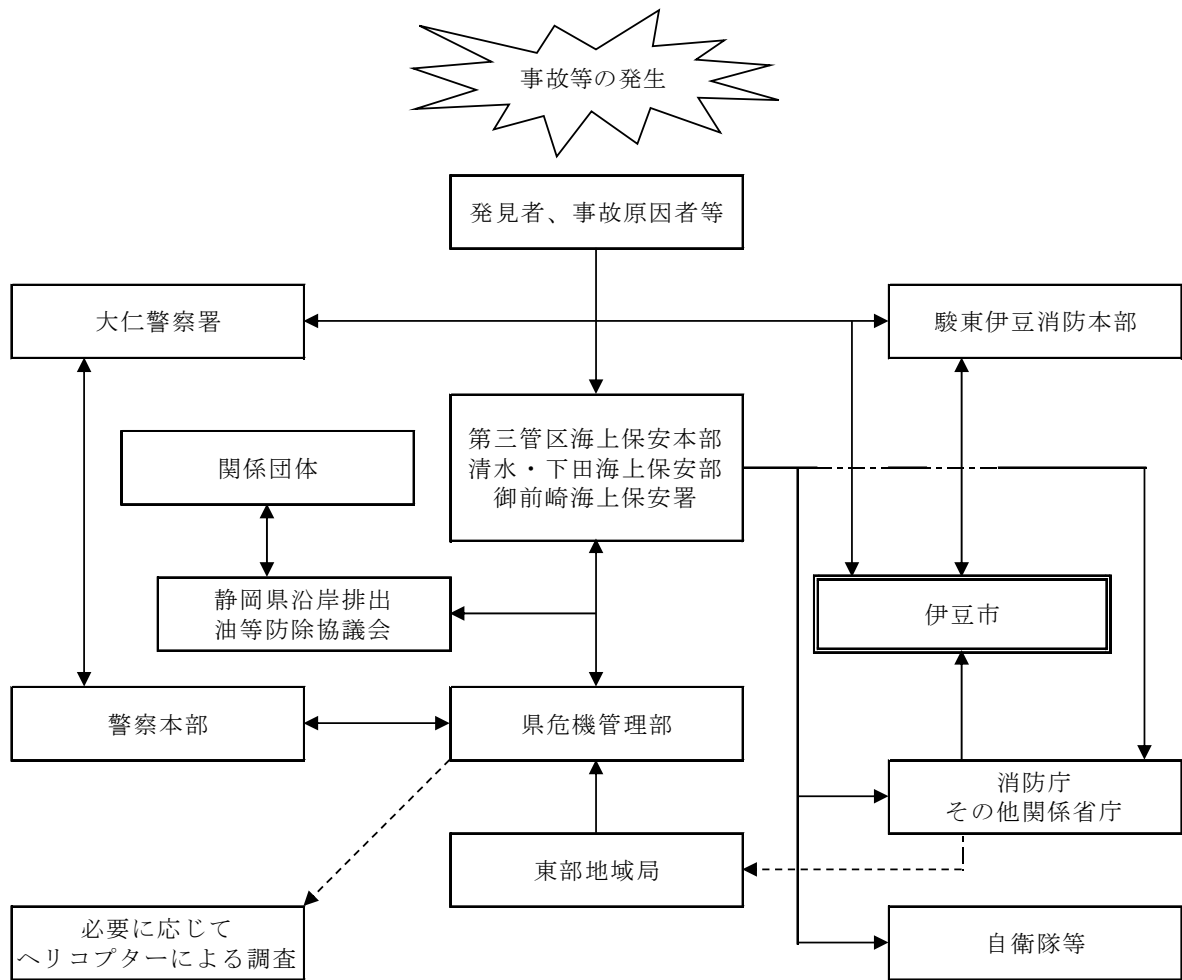 事故等の発生
発見者、事故原因者等
大仁警察署
駿東伊豆消防本部
第三管区海上保安本部
清水・下田海上保安部
御前崎海上保安署
関係団体
静岡県沿岸排出
油等防除協議会
伊豆市
警察本部
県危機管理部
消防庁
その他関係省庁
東部地域局
必要に応じて
ヘリコプターによる調査
自衛隊等